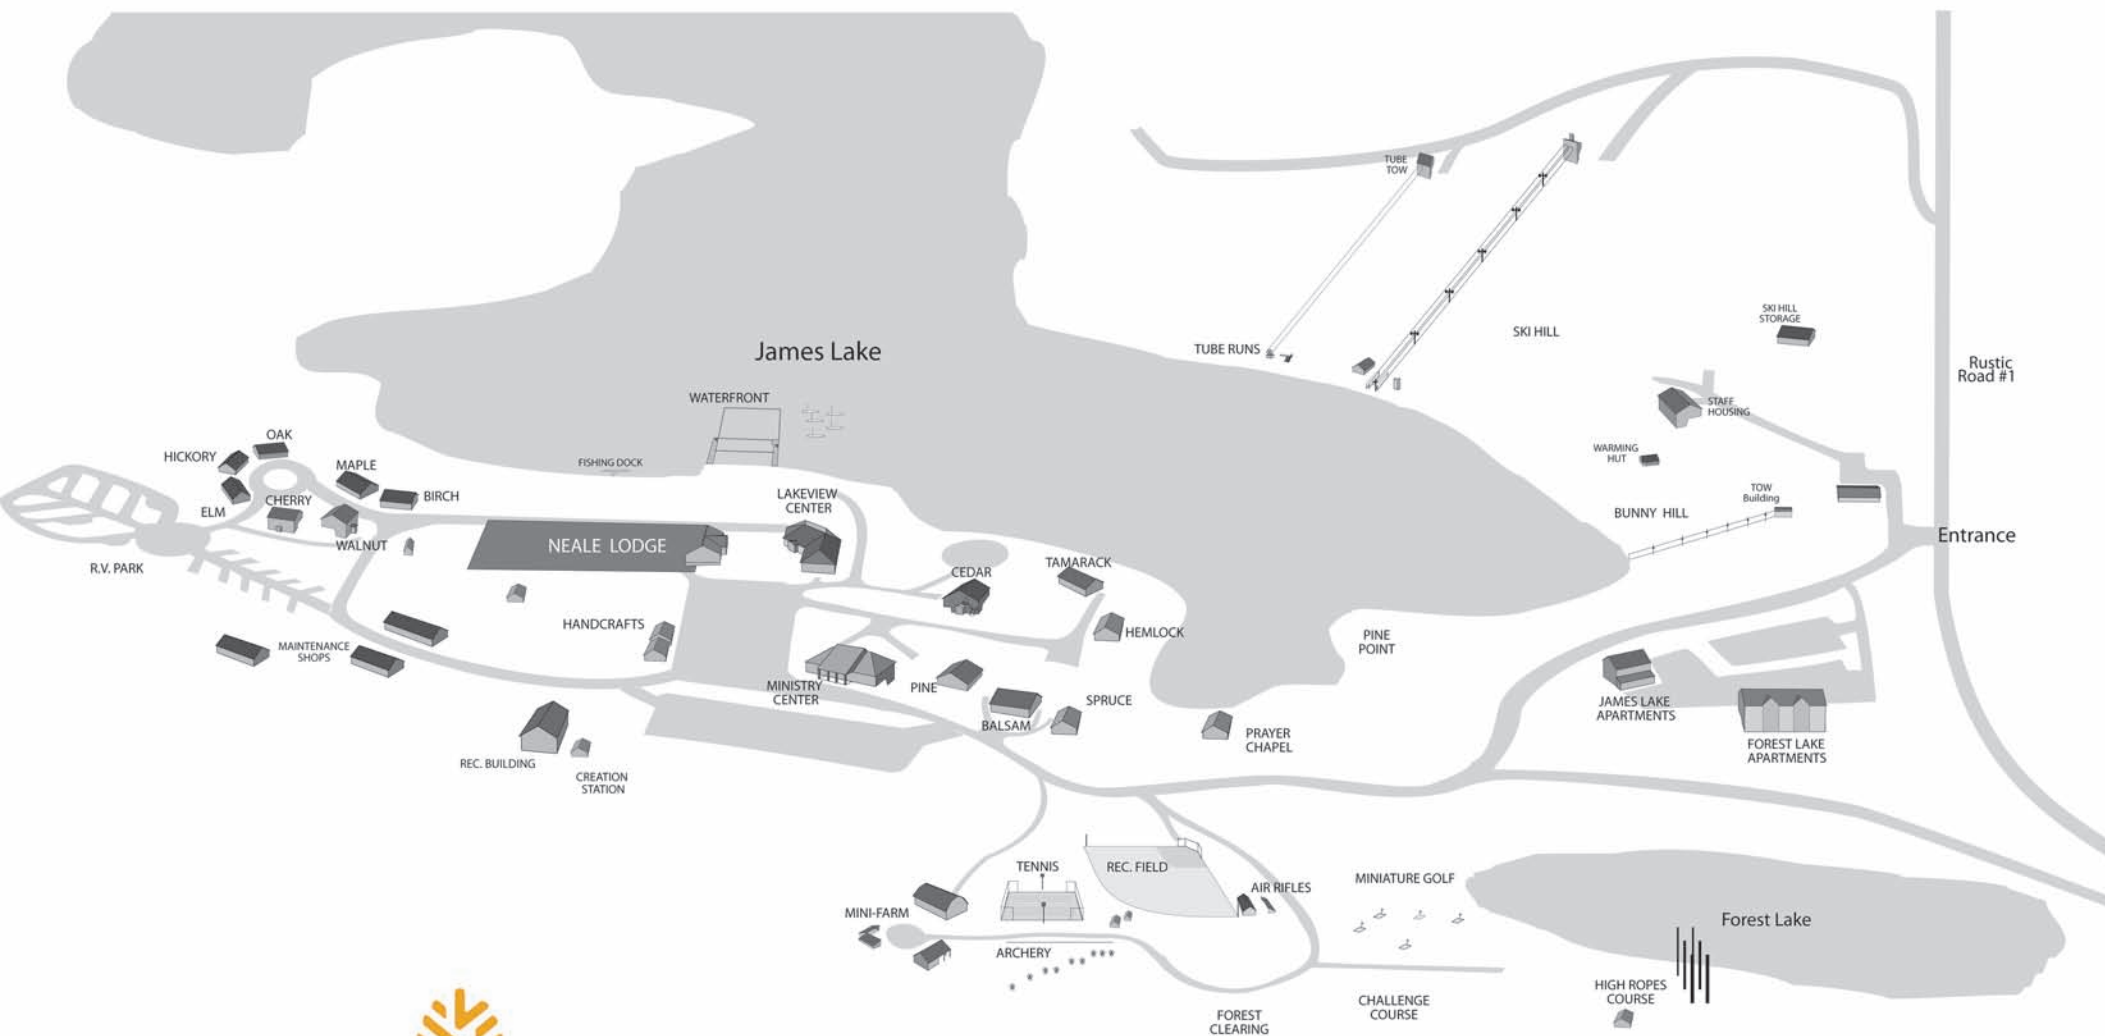 TUBE
TOW
SKI HILL
STORAGE
SKI HILL
TUBE RUNS
James Lake
Rustic
Road #1
WATERFRONT
STAFF
HOUSING
OAK
HICKORY
MAPLE
FISHING DOCK
WARMING
HUT
BIRCH
CHERRY
LAKEVIEW
CENTER
TOW
Building
ELM
BUNNY HILL
WALNUT
NEALE LODGE
Entrance
R.V. PARK
CEDAR
TAMARACK
HANDCRAFTS
HEMLOCK
PINE
POINT
MAINTENANCE
SHOPS
MINISTRY
CENTER
PINE
SPRUCE
BALSAM
JAMES LAKE
APARTMENTS
PRAYER
CHAPEL
FOREST LAKE
APARTMENTS
REC. BUILDING
CREATION
STATION
TENNIS
REC. FIELD
AIR RIFLES
MINIATURE GOLF
MINI-FARM
Forest Lake
ARCHERY
HIGH ROPES
COURSE
CHALLENGE
COURSE
FOREST
CLEARING